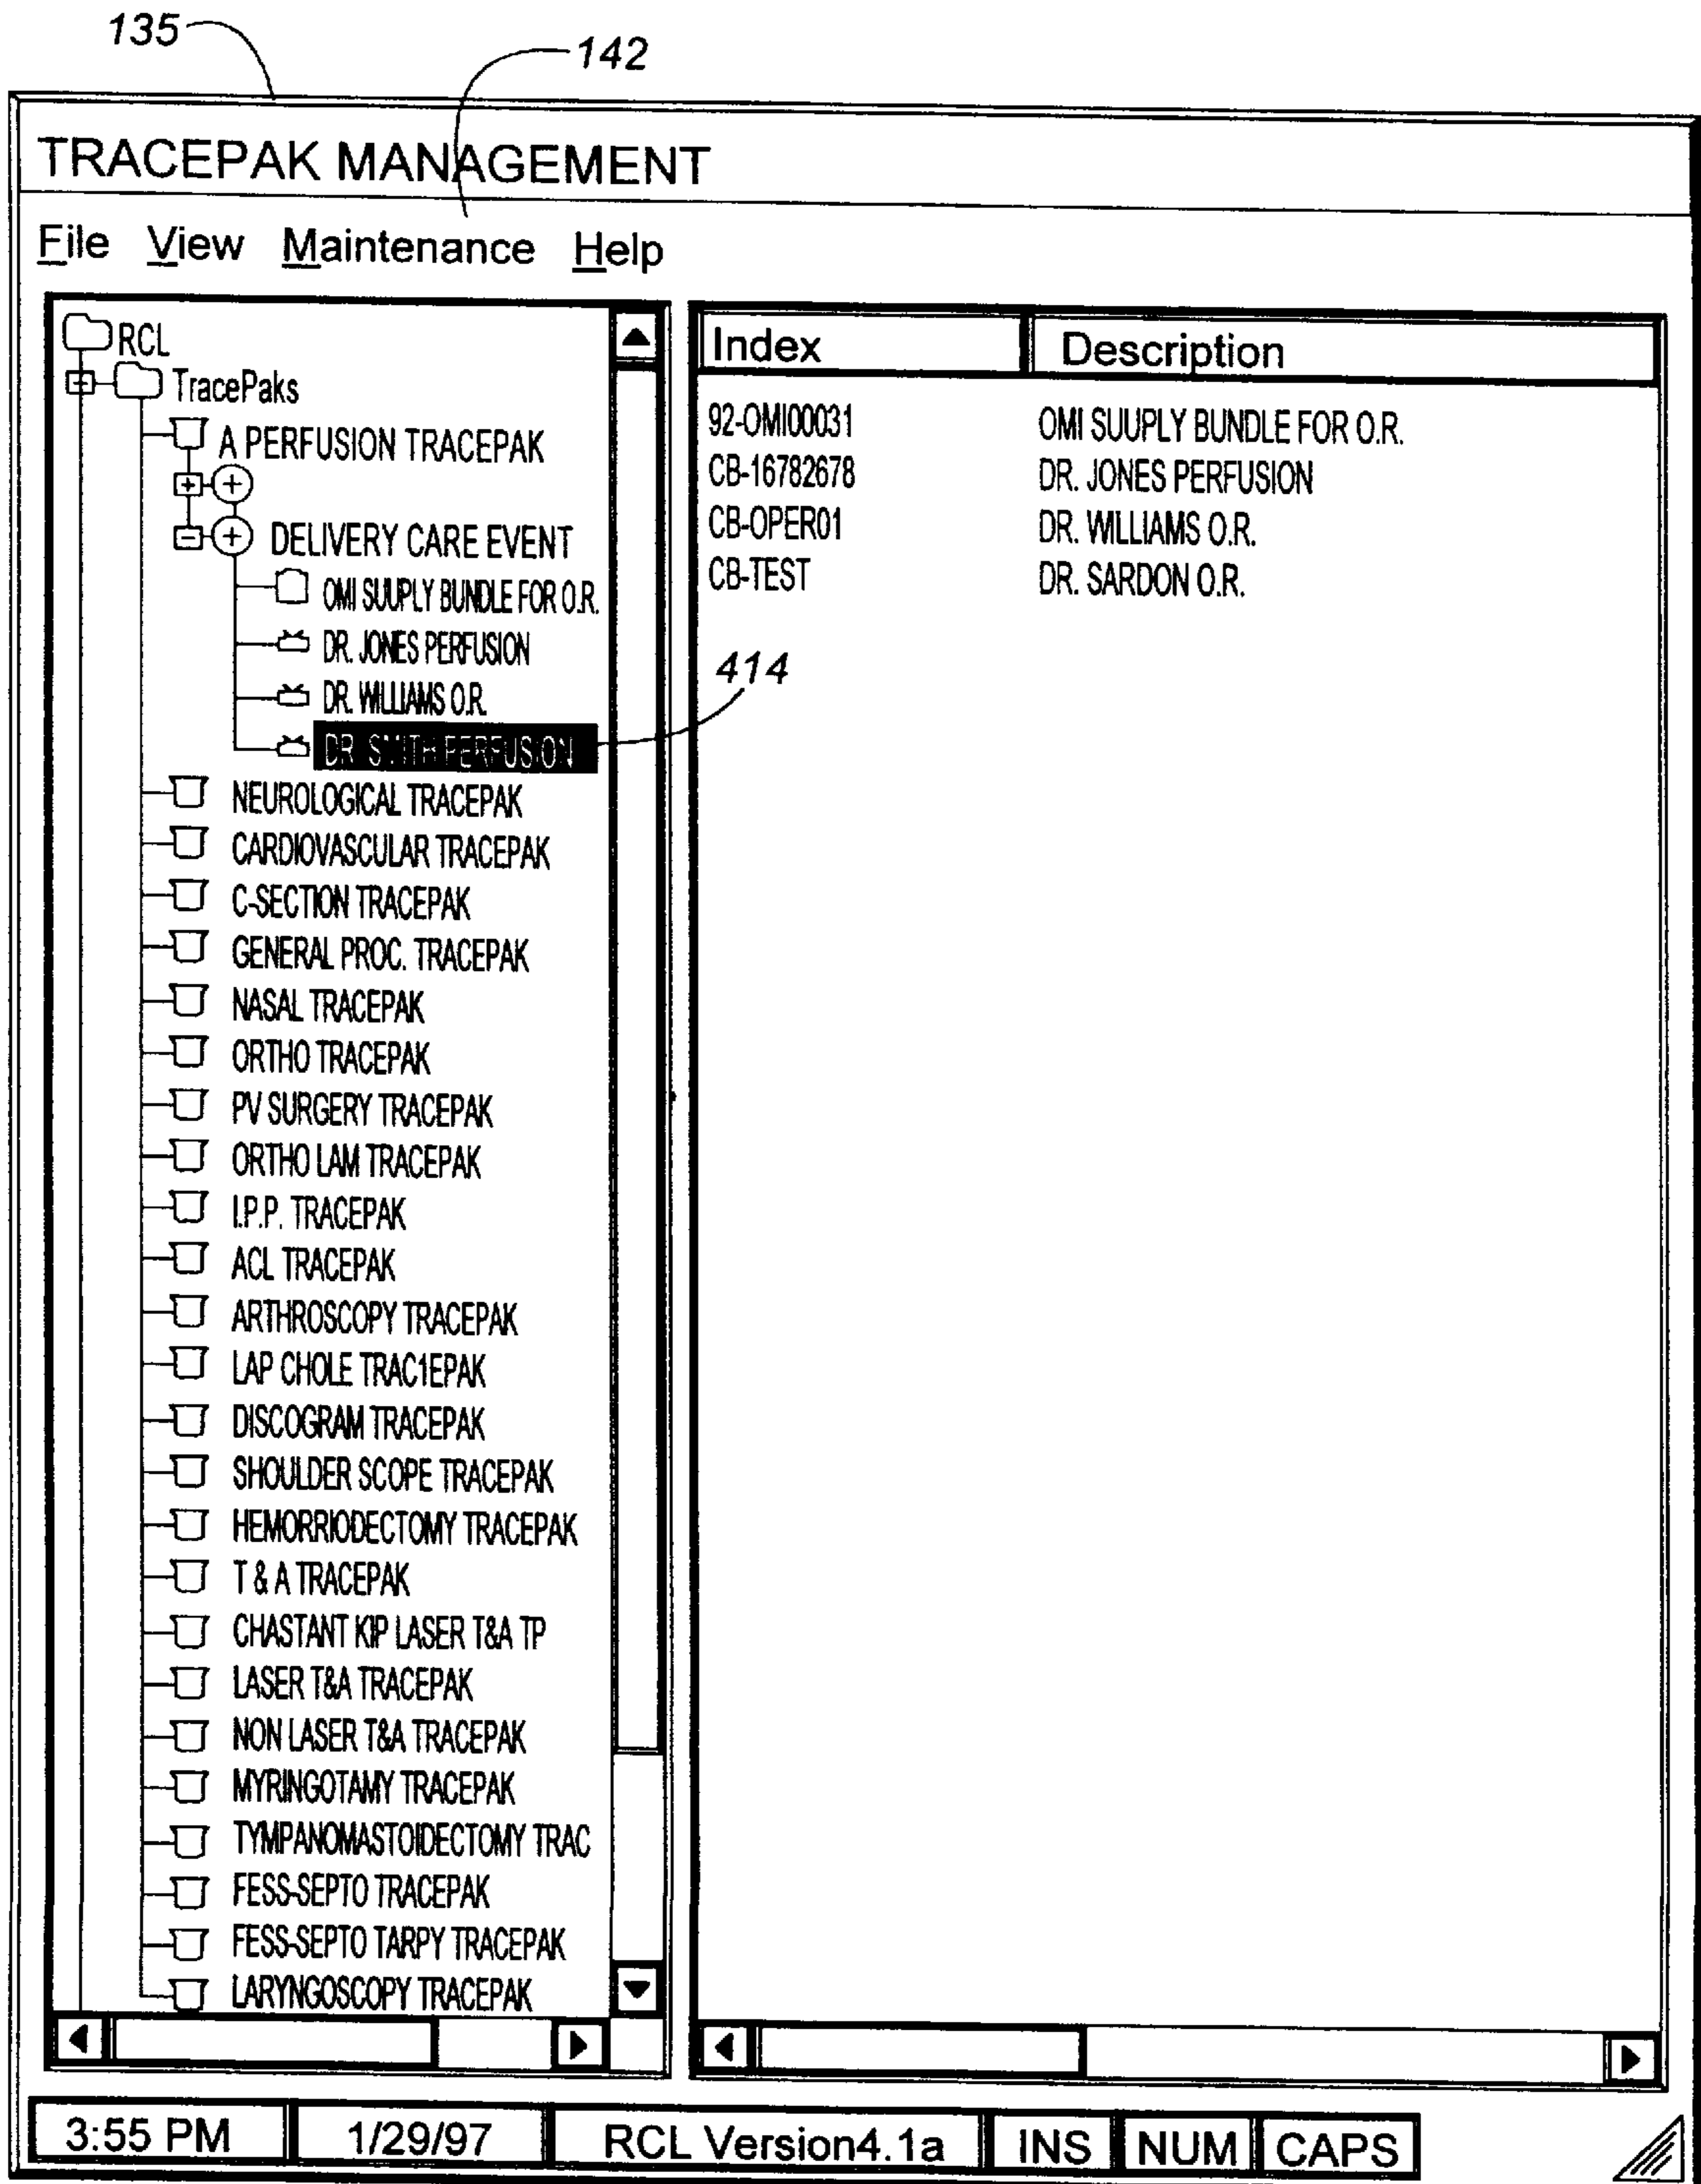 135
142
TRACEPAK MANAGEMENT
File View Maintenance Help
RCL
TracePaks
A PERFUSION TRACEPAK
DELIVERY CARE EVENT
OMI SUUPLY BUNDLE FOR O.R.
DR. JONES PERFUSION
DR. WILLIAMS O.R.
DR. SMITH PERFUSION
NEUROLOGICAL TRACEPAK
CARDIOVASCULAR TRACEPAK
C-SECTION TRACEPAK
GENERAL PROC. TRACEPAK
NASAL TRACEPAK
ORTHO TRACEPAK
PV SURGERY TRACEPAK
ORTHO LAM TRACEPAK
I.P.P. TRACEPAK
ACL TRACEPAK
ARTHROSCOPY TRACEPAK
LAP CHOLE TRAC1EPAK
DISCOGRAM TRACEPAK
SHOULDER SCOPE TRACEPAK
HEMORRIODECTOMY TRACEPAK
T & A TRACEPAK
CHASTANT KIP LASER T&A TP
LASER T&A TRACEPAK
NON LASER T&A TRACEPAK
MYRINGOTAMY TRACEPAK
TYMPANOMASTOIDECTOMY TRAC
FESS-SEPTO TRACEPAK
FESS-SEPTO TARPY TRACEPAK
LARYNGOSCOPY TRACEPAK
Index Description
92-OMI00031 OMI SUUPLY BUNDLE FOR O.R.
CB-16782678 DR. JONES PERFUSION
CB-OPER01 DR. WILLIAMS O.R.
CB-TEST DR. SARDON O.R.
414
3:55 PM 1/29/97 RCL Version4.1a INS NUM CAPS